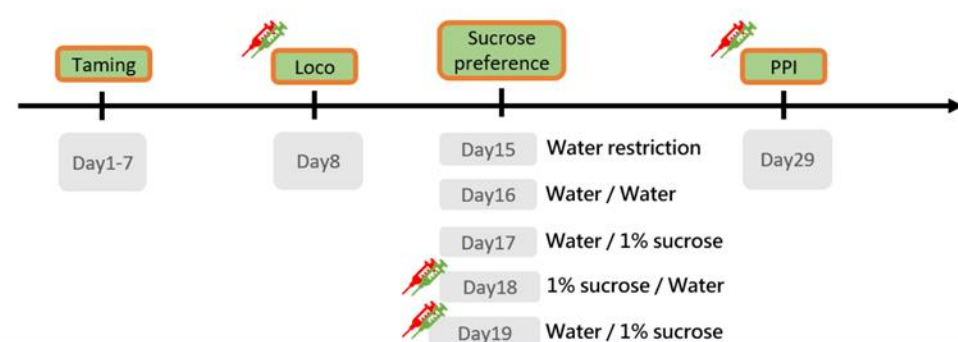 Taming
Loco
Sucrose
preference
PPI
Day1-7
Day8
Day15 Water restriction
Day29
Day16 Water / Water
Day17 Water / 1% sucrose
Day18 1% sucrose / Water
Day19 Water / 1% sucrose